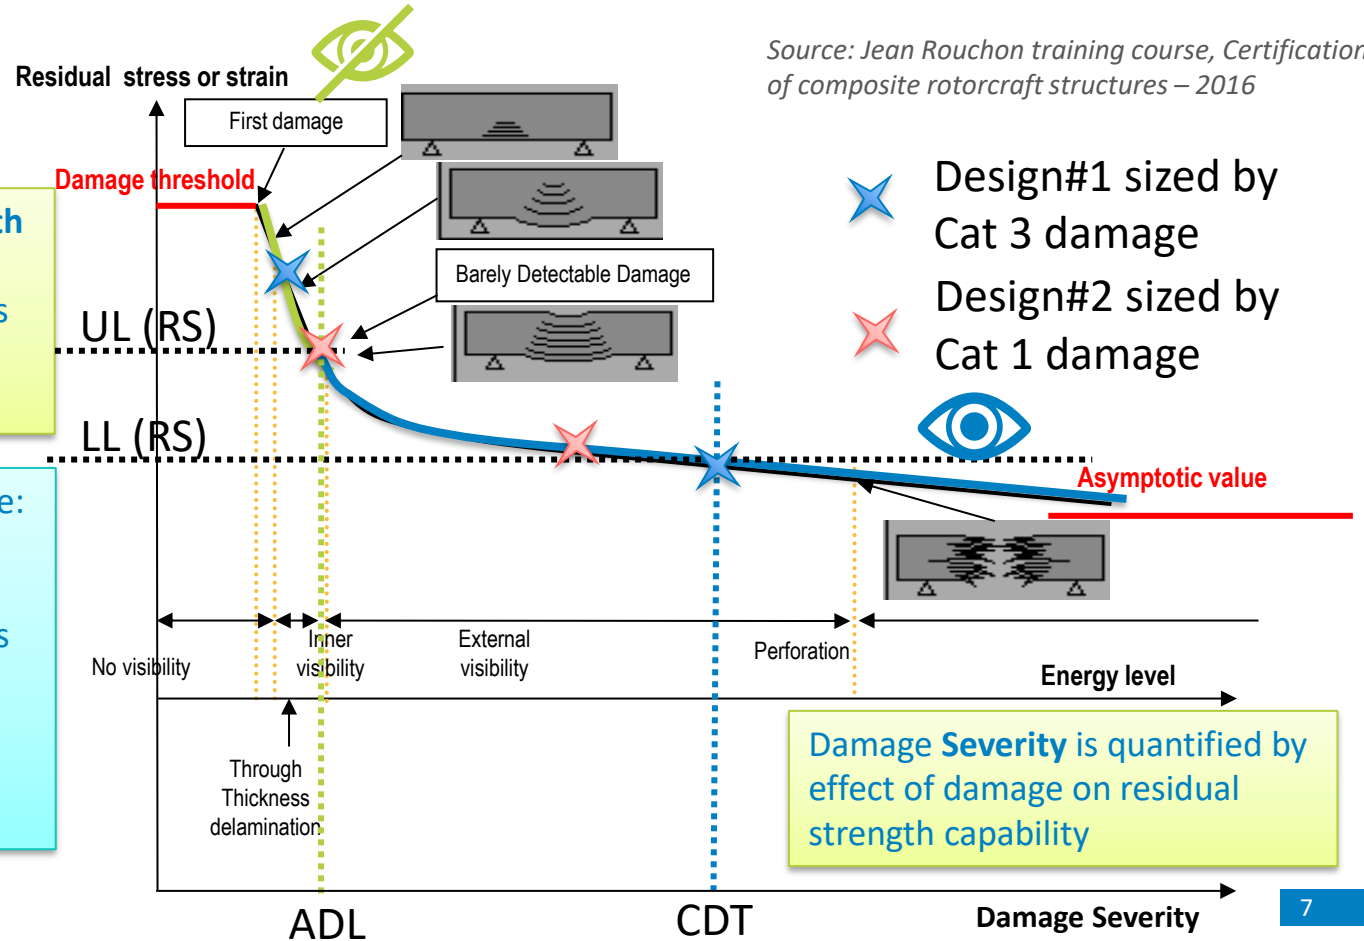 Source: Jean Rouchon training course, Certification
of composite rotorcraft structures – 2016
Residual stress or strain
First damage
Damage threshold
Design#1 sized by
Cat 3 damage
Design#2 sized by
Cat 1 damage
Barely Detectable Damage
UL (RS)
LL (RS)
Asymptotic value
No visibility
Inner
visibility
External
visibility
Perforation
Energy level
Through
Thickness
delamination
Damage Severity is quantified by
effect of damage on residual
strength capability
ADL
CDT
Damage Severity
7